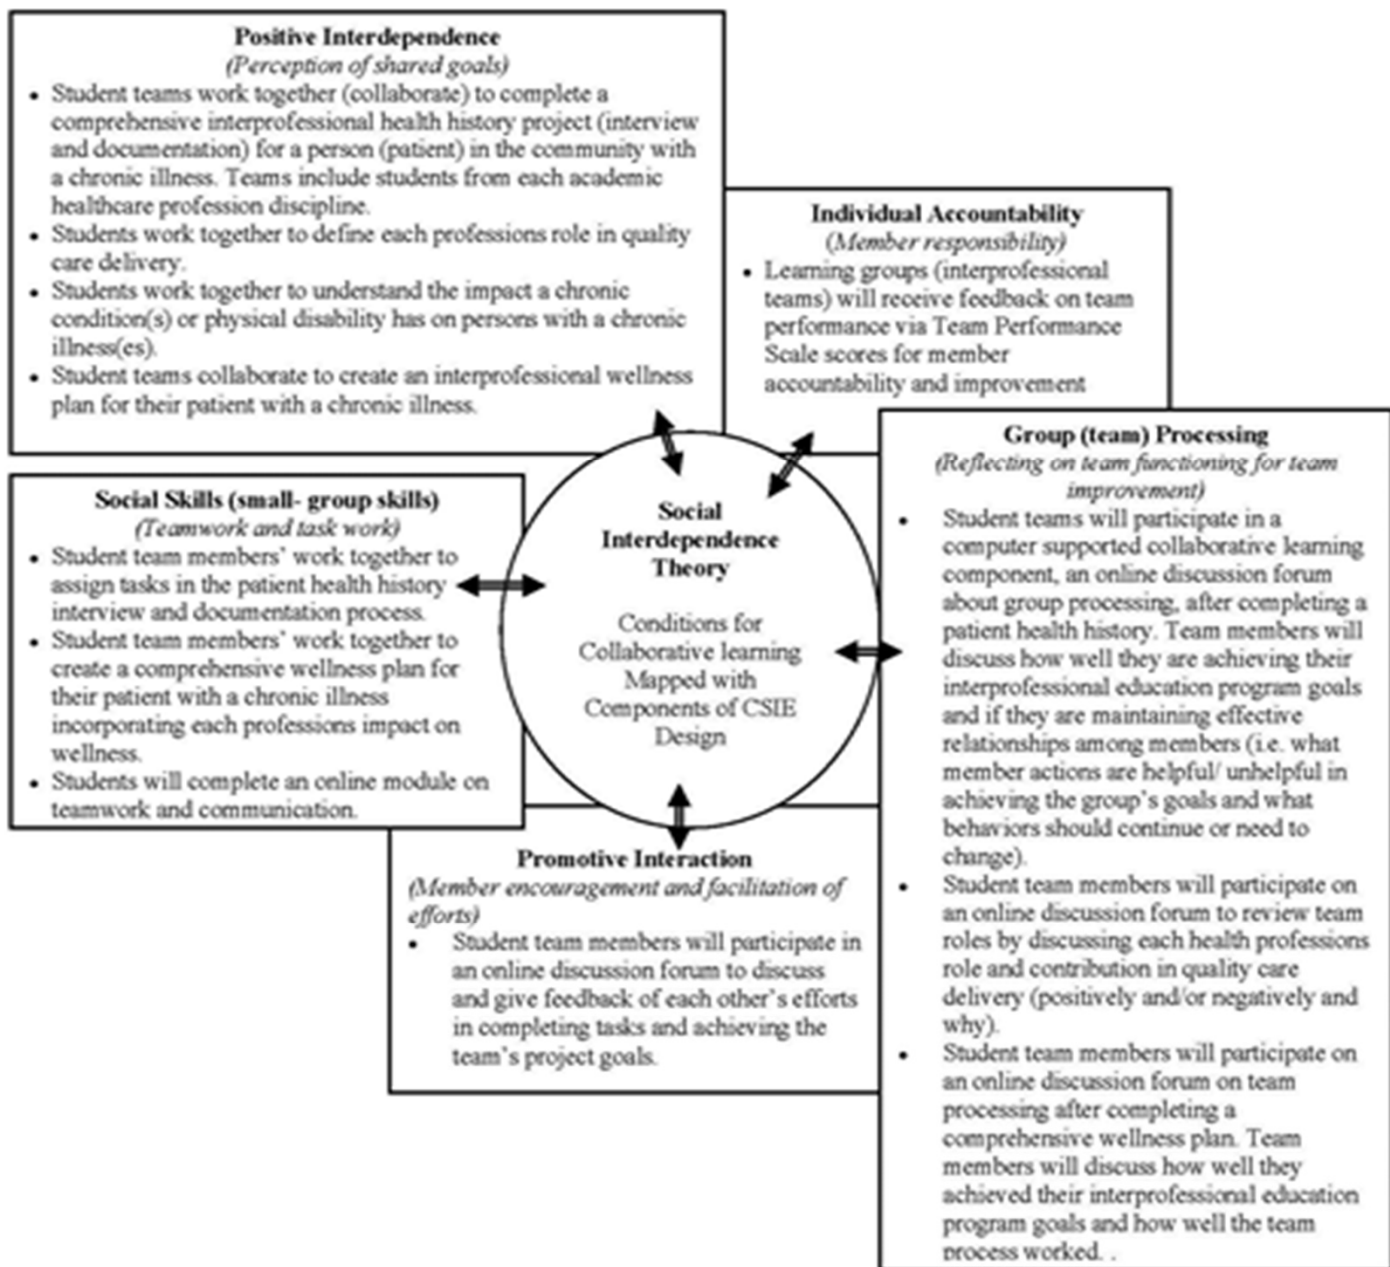 Positive Interdependence
(Perception of shared goals)
• Student teams work together (collaborate) to complete a
comprehensive interprofessional health history project (interview
and documentation) for a person (patient) in the community with
a chronic illness. Teams include students from each academic
healthcare profession discipline.
• Students work together to define each professions role in quality
care delivery.
• Students work together to understand the impact a chronic
condition(s) or physical disability has on persons with a chronic
illness(es).
• Student teams collaborate to create an interprofessional wellness
plan for their patient with a chronic illness.
Individual Accountability
(Member responsibility)
• Learning groups (interprofessional
teams) will receive feedback on team
performance via Team Performance
Scale scores for member
accountability and improvement
Social Skills (small- group skills)
(Teamwork and task work)
• Student team members' work together to
assign tasks in the patient health history
interview and documentation process.
• Student team members' work together to
create a comprehensive wellness plan for
their patient with a chronic illness
incorporating each professions impact on
wellness.
• Students will complete an online module on
teamwork and communication.
Social
Interdependence
Theory
Conditions for
Collaborative learning
Mapped with
Components of CSIE
Design
Group (team) Processing
(Reflecting on team functioning for team
improvement)
• Student teams will participate in a
computer supported collaborative learning
component, an online discussion forum
about group processing, after completing a
patient health history. Team members will
discuss how well they are achieving their
interprofessional education program goals
and if they are maintaining effective
relationships among members (i.e. what
member actions are helpful/ unhelpful in
achieving the group's goals and what
behaviors should continue or need to
change).
• Student team members will participate on
an online discussion forum to review team
roles by discussing each health professions
role and contribution in quality care
delivery (positively and/or negatively and
why).
• Student team members will participate on
an online discussion forum on team
processing after completing a
comprehensive wellness plan. Team
members will discuss how well they
achieved their interprofessional education
program goals and how well the team
process worked. .
Promotive Interaction
(Member encouragement and facilitation of
efforts)
• Student team members will participate in
an online discussion forum to discuss
and give feedback of each other's efforts
in completing tasks and achieving the
team's project goals.